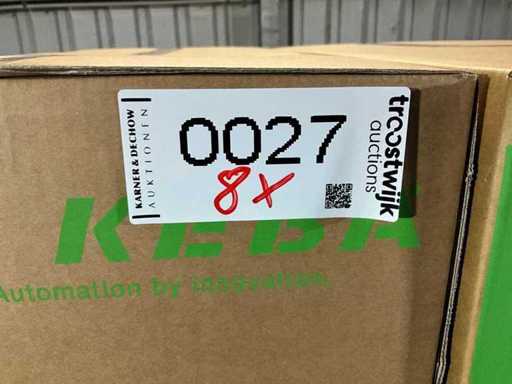 KARNER & DECHOW
AUKTIONEN
0027
8x
troostwijk
auctions
KEBA
Automation by innovation.